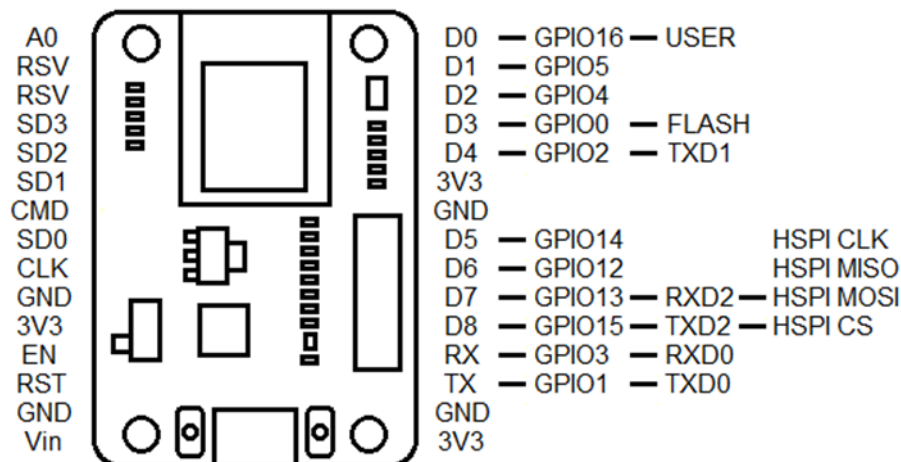 A0
RSV
RSV
SD3
SD2
SD1
CMD
SD0
CLK
GND
3V3
EN
RST
GND
Vin
D0 — GPIO16 — USER
D1 — GPIO5
D2 — GPIO4
D3 — GPIO0 — FLASH
D4 — GPIO2 — TXD1
3V3
GND
D5 — GPIO14 HSPI CLK
D6 — GPIO12 HSPI MISO
D7 — GPIO13 — RXD2 — HSPI MOSI
D8 — GPIO15 — TXD2 — HSPI CS
RX — GPIO3 — RXD0
TX — GPIO1 — TXD0
GND
3V3